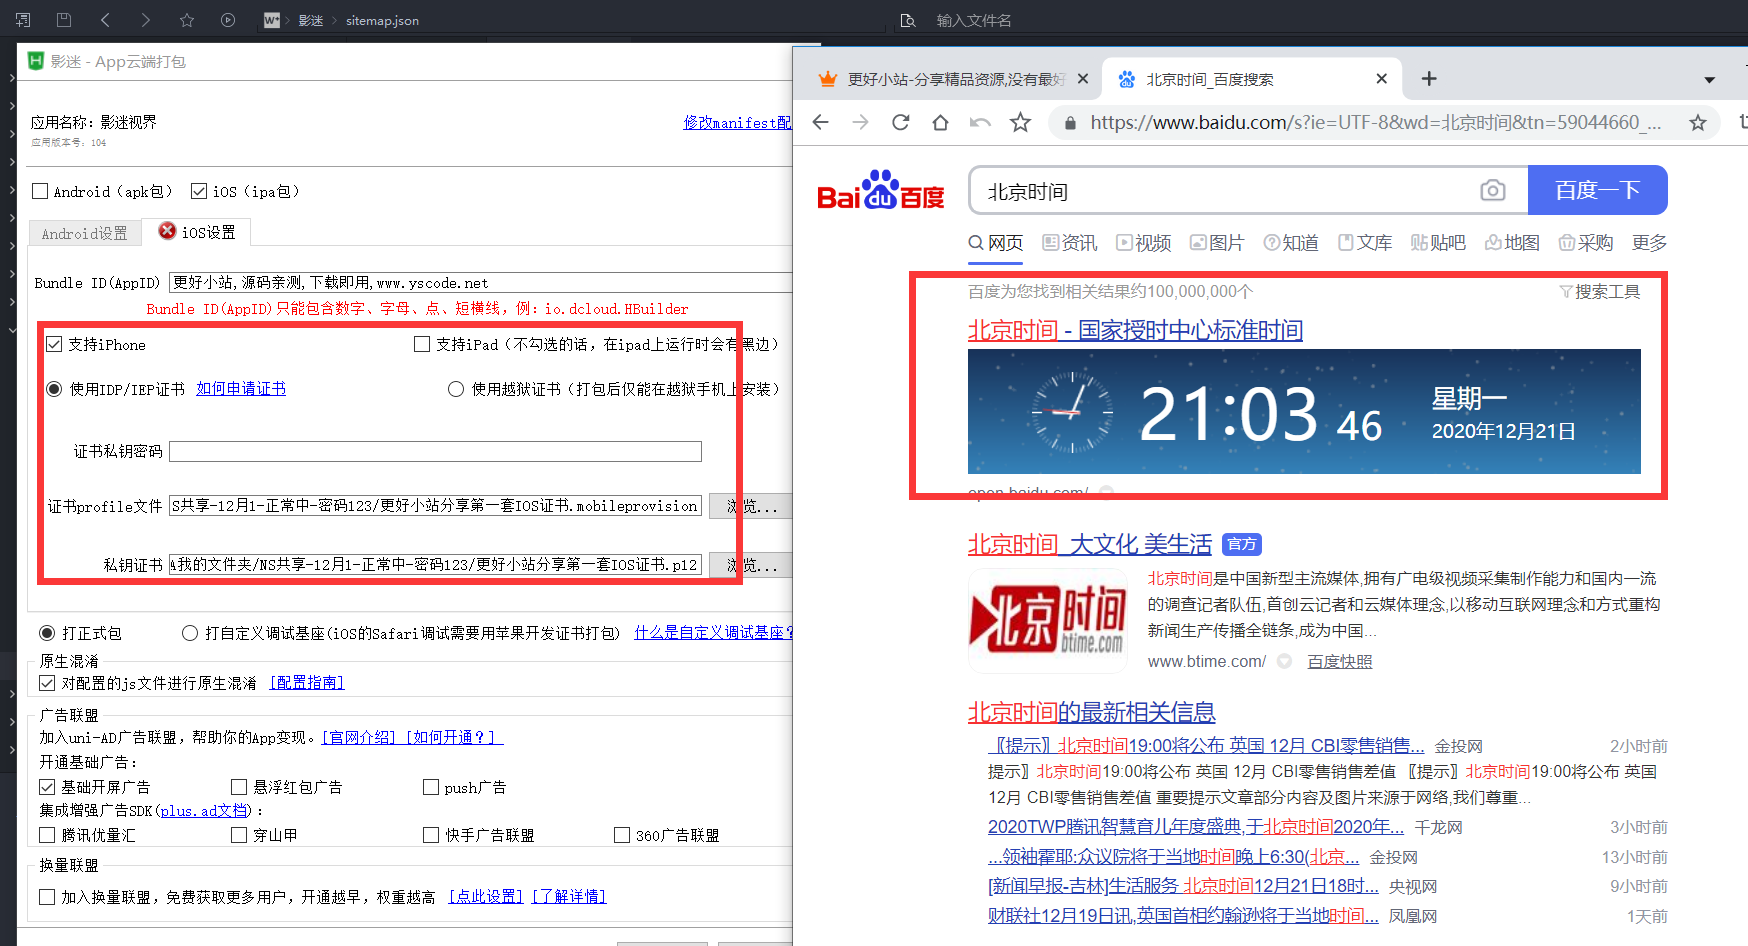 影迷
sitemap.json
输入文件名
影迷 - App云端打包
应用名称：影迷视界
修改manifest配
应用版本号：104
Android（apk包）
iOS（ipa包）
Android设置
iOS设置
Bundle ID(AppID)
更好小站,源码亲测,下载即用,www.yscode.net
Bundle ID(AppID)只能包含数字、字母、点、短横线，例：io.dcloud.HBuilder
支持iPhone
支持iPad（不勾选的话，在ipad上运行时会有黑边）
使用IDP/IEP证书
如何申请证书
使用越狱证书（打包后仅能在越狱手机上安装）
证书私钥密码
证书profile文件
S共享-12月1-正常中-密码123/更好小站分享第一套IOS证书.mobileprovision
浏览...
私钥证书
A我的文件夹/NS共享-12月1-正常中-密码123/更好小站分享第一套IOS证书.p12
浏览...
打正式包
打自定义调试基座(iOS的Safari调试需要用苹果开发证书打包)
什么是自定义调试基座?
原生混淆
对配置的js文件进行原生混淆
[配置指南]
广告联盟
加入uni-AD广告联盟，帮助你的App变现。[官网介绍] [如何开通？]
开通基础广告：
基础开屏广告
悬浮红包广告
push广告
集成增强广告SDK(plus.ad文档)：
腾讯优量汇
穿山甲
快手广告联盟
360广告联盟
换量联盟
加入换量联盟，免费获取更多用户，开通越早，权重越高
[点此设置] [了解详情]
更好小站-分享精品资源,没有最好
北京时间_百度搜索
https://www.baidu.com/s?ie=UTF-8&wd=北京时间&tn=59044660_...
Bai du 百度
北京时间
百度一下
网页
资讯
视频
图片
知道
文库
贴吧
地图
采购
更多
百度为您找到相关结果约100,000,000个
搜索工具
北京时间 - 国家授时中心标准时间
21:03 46
星期一
2020年12月21日
open.baidu.com/
北京时间_大文化 美生活
官方
北京时间
btime.com
北京时间是中国新型主流媒体,拥有广电级视频采集制作能力和国内一流
的调查记者队伍,首创云记者和云媒体理念,以移动互联网理念和方式重构
新闻生产传播全链条,成为中国...
www.btime.com/
百度快照
北京时间的最新相关信息
〖提示〗北京时间19:00将公布 英国 12月 CBI零售销售...
金投网
2小时前
提示〗北京时间19:00将公布 英国 12月 CBI零售销售差值 〖提示〗北京时间19:00将公布 英国
12月 CBI零售销售差值 重要提示文章部分内容及图片来源于网络,我们尊重...
2020TWP腾讯智慧育儿年度盛典,于北京时间2020年...
千龙网
3小时前
...领袖霍耶:众议院将于当地时间晚上6:30(北京...
金投网
13小时前
[新闻早报-吉林]生活服务 北京时间12月21日18时...
央视网
9小时前
财联社12月19日讯,英国首相约翰逊将于当地时间...
凤凰网
1天前